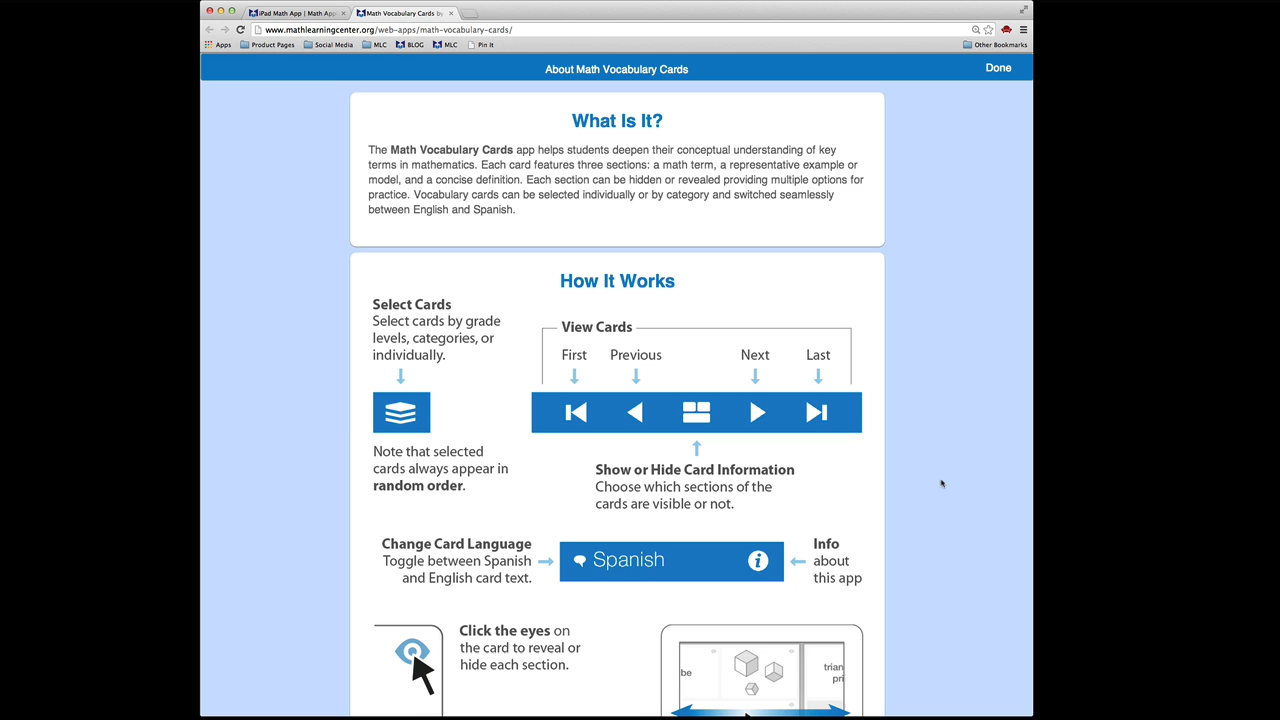 iPad Math App | Math App
Math Vocabulary Cards by
www.mathlearningcenter.org/web-apps/math-vocabulary-cards/
Apps Product Pages Social Media MLC BLOG MLC Pin It Other Bookmarks
About Math Vocabulary Cards Done
What Is It?
The Math Vocabulary Cards app helps students deepen their conceptual understanding of key
terms in mathematics. Each card features three sections: a math term, a representative example or
model, and a concise definition. Each section can be hidden or revealed providing multiple options for
practice. Vocabulary cards can be selected individually or by category and switched seamlessly
between English and Spanish.
How It Works
Select Cards
Select cards by grade
levels, categories, or
individually.
Note that selected
cards always appear in
random order.
View Cards
First Previous Next Last
Show or Hide Card Information
Choose which sections of the
cards are visible or not.
Change Card Language
Toggle between Spanish
and English card text.
Spanish
i
Info
about
this app
Click the eyes on
the card to reveal or
hide each section.
be
trian
pri